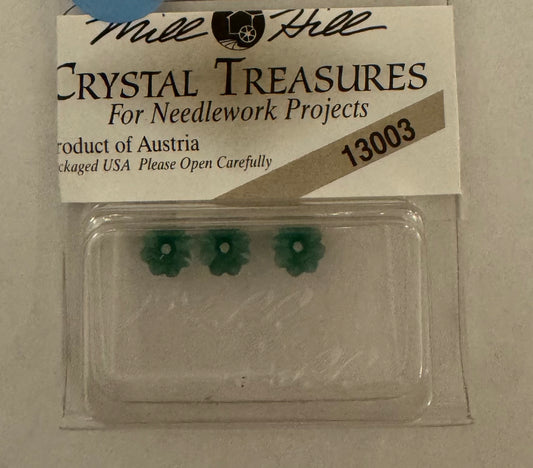 Mill Hill
CRYSTAL TREASURES
For Needlework Projects
roduct of Austria
ckaged USA Please Open Carefully
13003